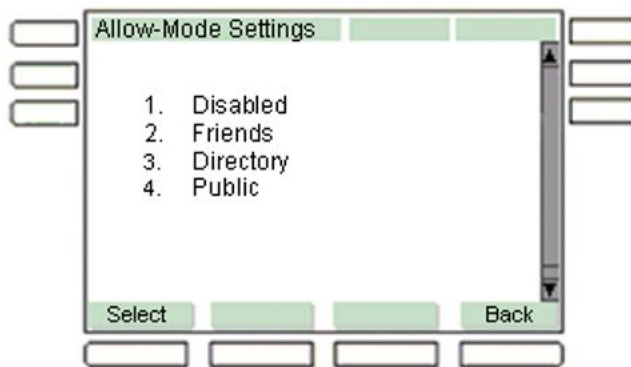 Allow-Mode Settings
1. Disabled
2. Friends
3. Directory
4. Public
Select Back